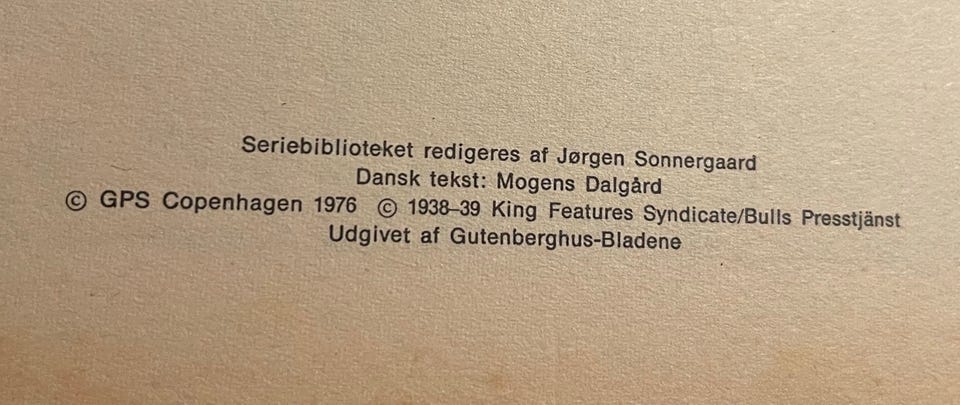 Seriebiblioteket redigeres af Jørgen Sonnergaard
Dansk tekst: Mogens Dalgård
© GPS Copenhagen 1976 © 1938–39 King Features Syndicate/Bulls Presstjänst
Udgivet af Gutenberghus-Bladene